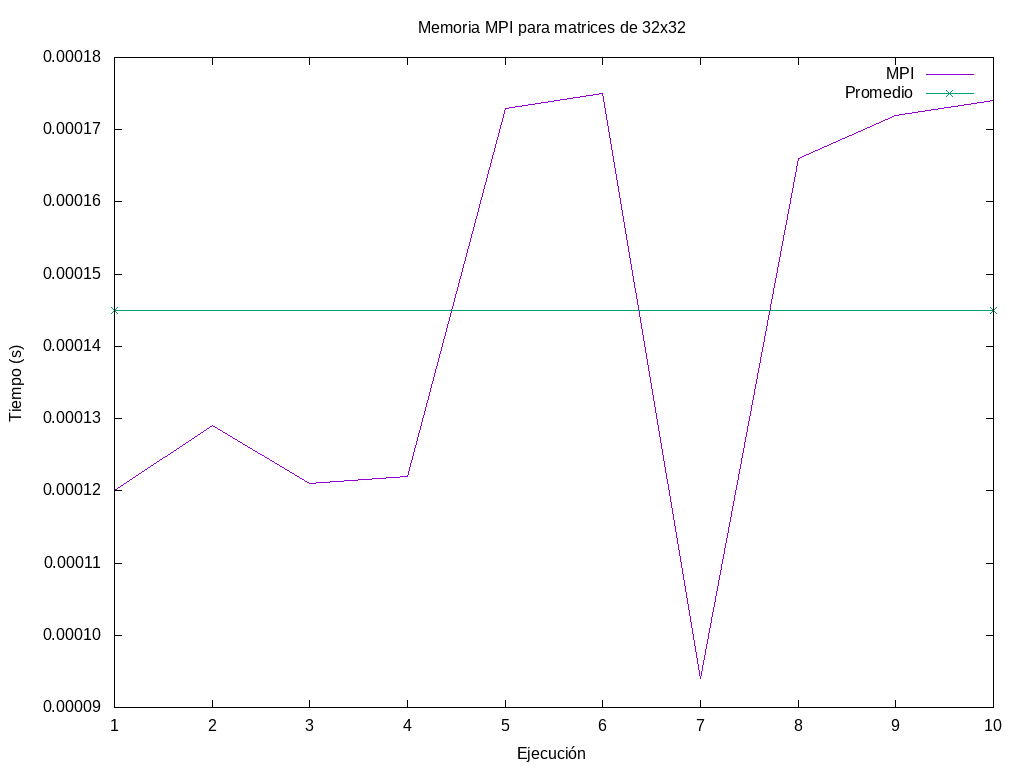 Memoria MPI para matrices de 32x32
MPI
Promedio
0.00018
0.00017
0.00016
0.00015
0.00014
0.00013
0.00012
0.00011
0.00010
0.00009
Tiempo (s)
1 2 3 4 5 6 7 8 9 10
Ejecución